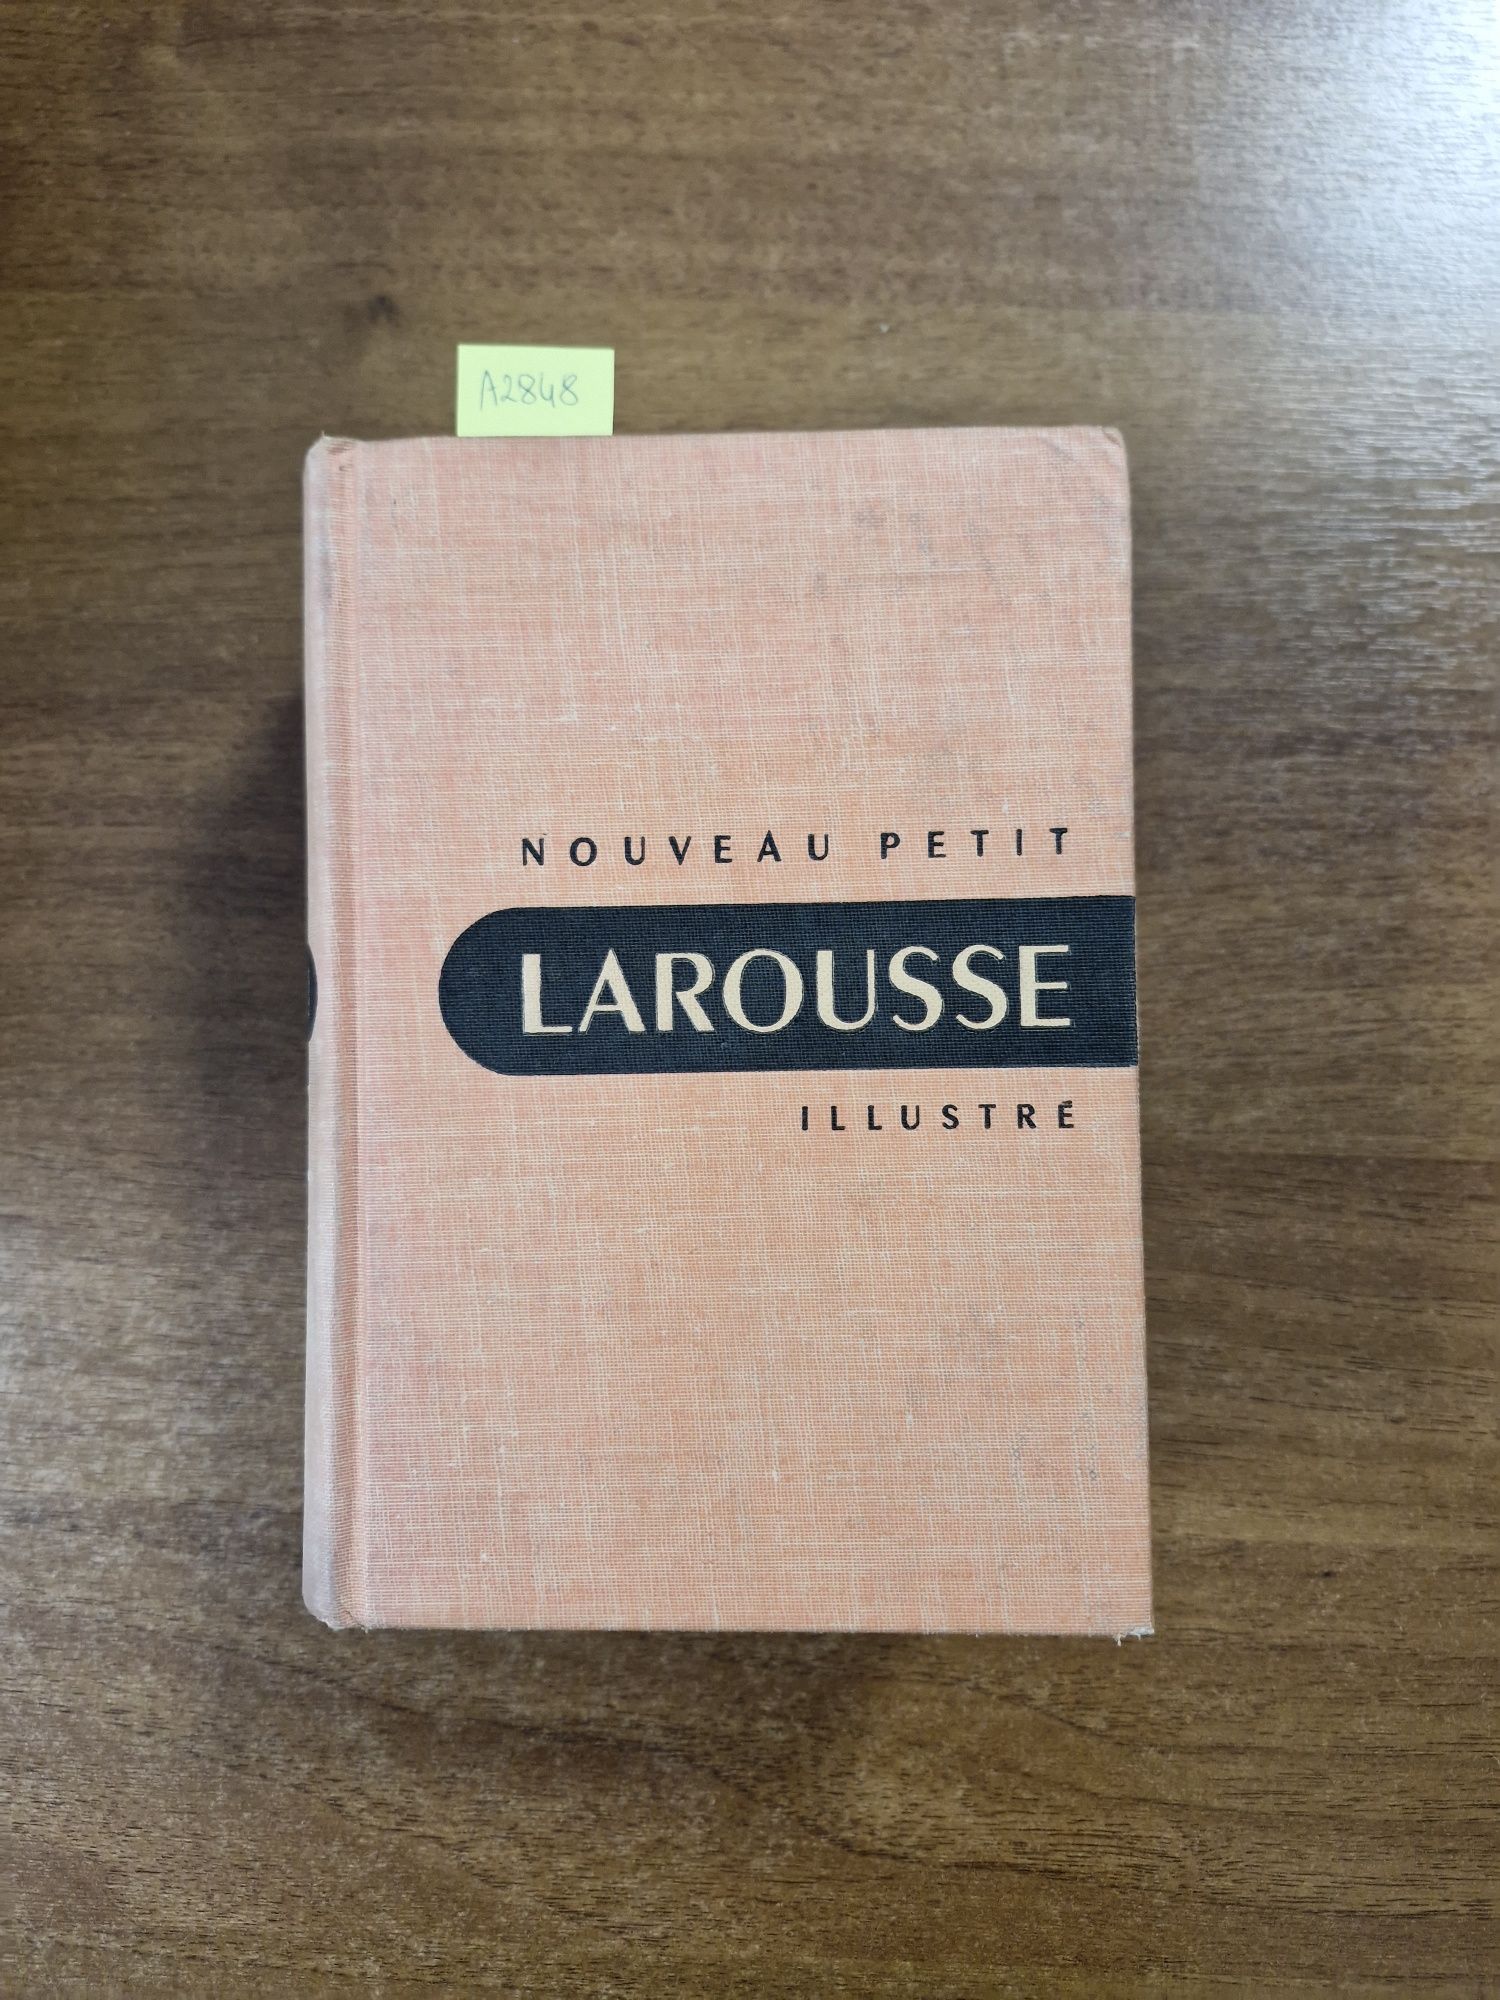 A2848
NOUVEAU PETIT
LAROUSSE
ILLUSTRÉ